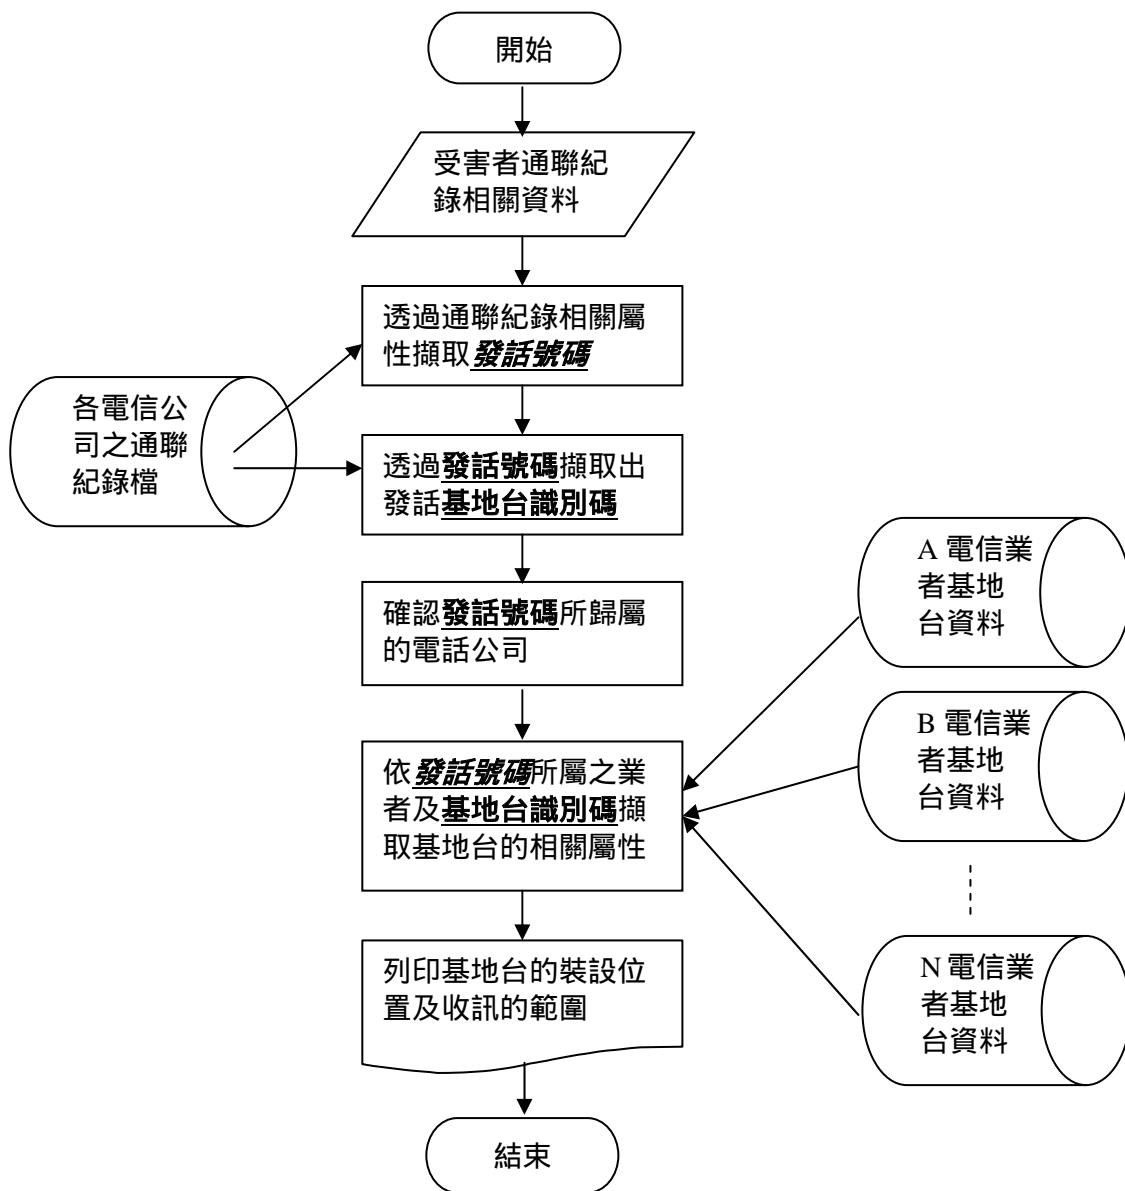 開始
受害者通聯紀
錄相關資料
透過通聯紀錄相關屬
性擷取發話號碼
各電信公
司之通聯
紀錄檔
透過發話號碼擷取出
發話基地台識別碼
確認發話號碼所歸屬
的電話公司
A 電信業
者基地
台資料
B 電信業
者基地
台資料
依發話號碼所屬之業
者及基地台識別碼擷
取基地台的相關屬性
N 電信業
者基地
台資料
列印基地台的裝設位
置及收訊的範圍
結束